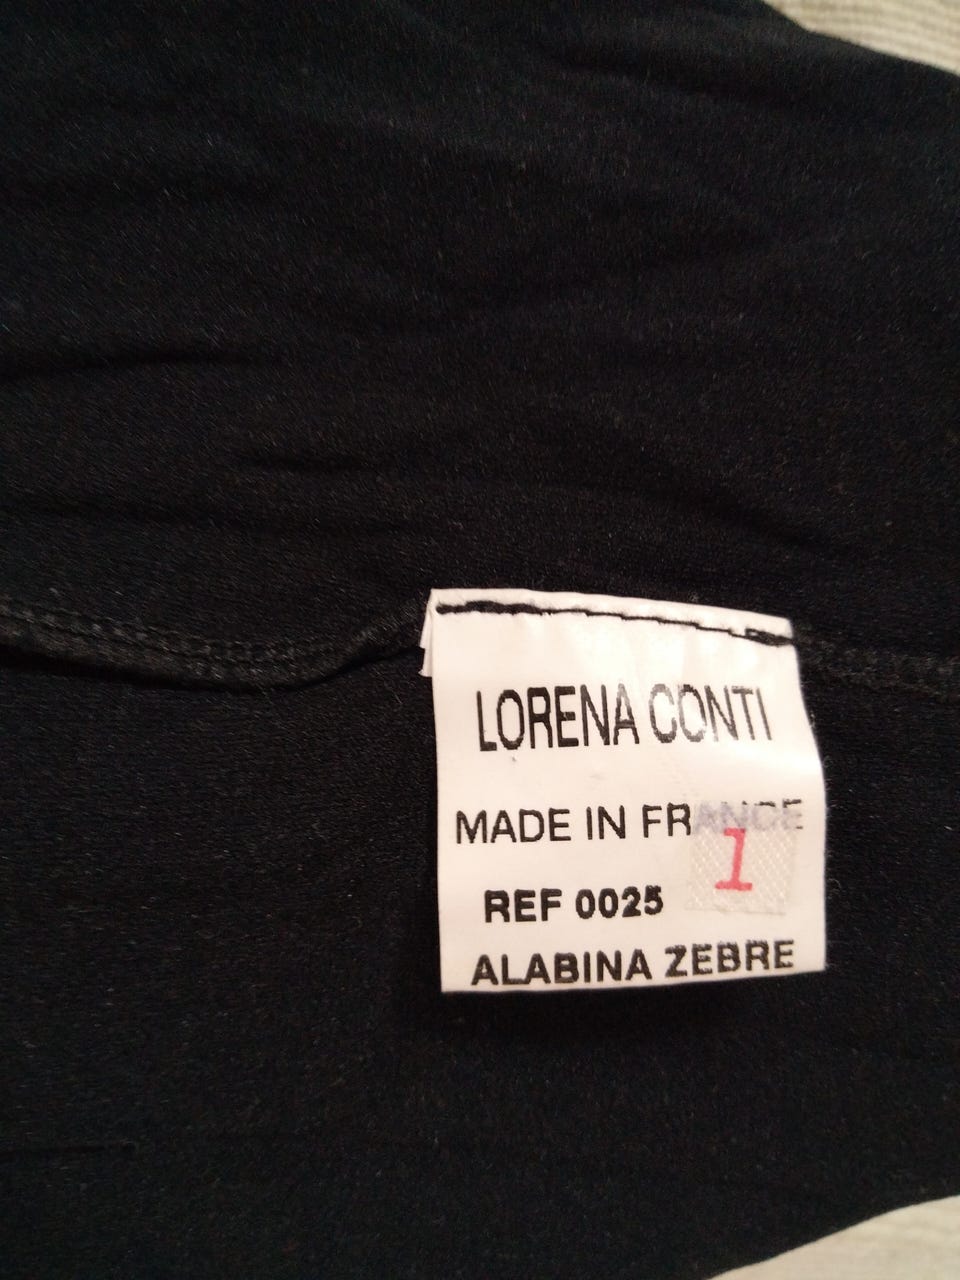 LORENA CONTI
MADE IN FRANCE
1
REF 0025
ALABINA ZEBRE